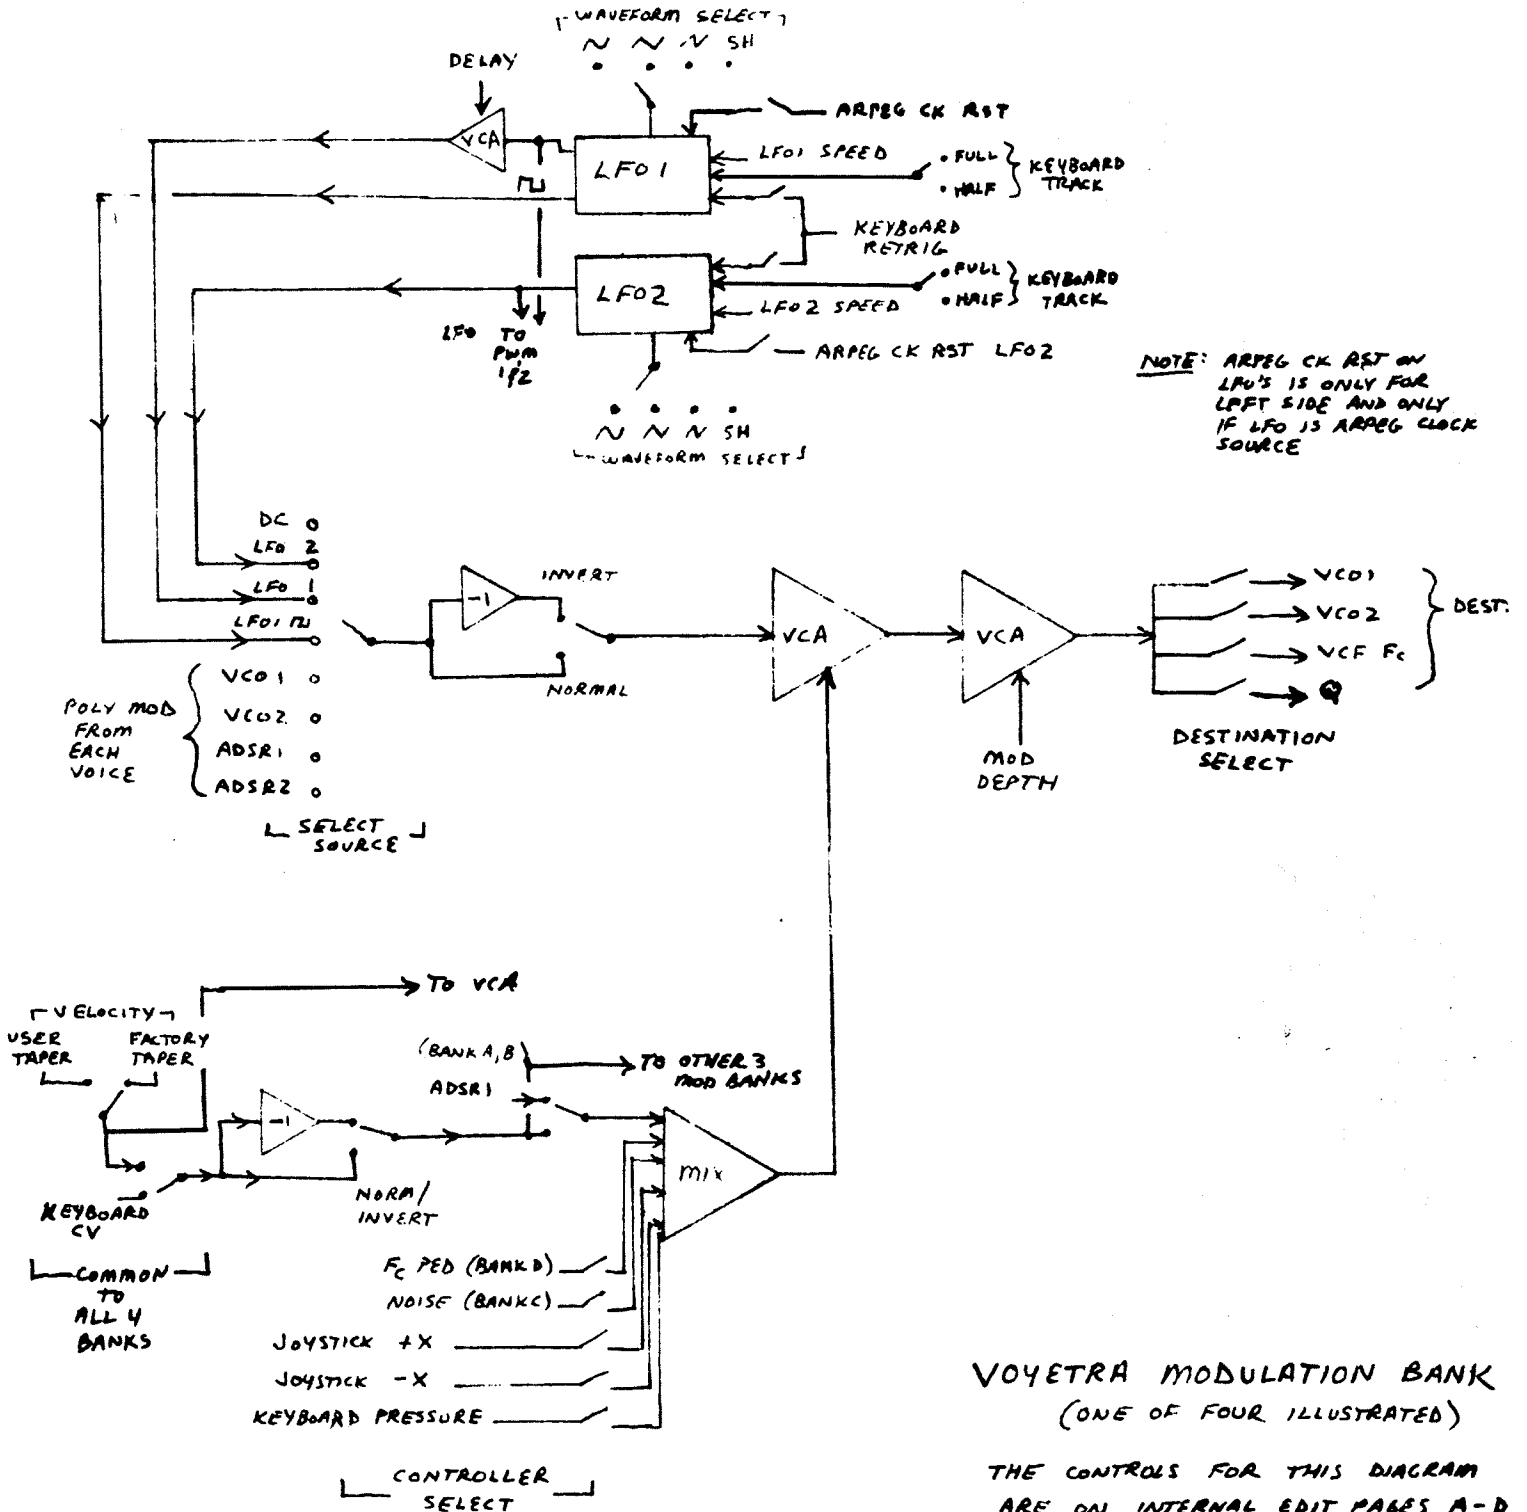 WAVEFORM SELECT
SH
DELAY
ARPEG CK RST
VCA
LFO1
LFO1 SPEED
FULL
HALF
KEYBOARD
TRACK
KEYBOARD
RETRIG
LFO2
FULL
HALF
KEYBOARD
TRACK
LFO2 SPEED
LFO TO
PWM
1&2
ARPEG CK RST LFO2
SH
WAVEFORM SELECT
NOTE: ARPEG CK RST ON
LFO'S IS ONLY FOR
LEFT SIDE AND ONLY
IF LFO IS ARPEG CLOCK
SOURCE
DC
LFO 2
LFO 1
LFO1
VCO1
VCO2
ADSR1
ADSR2
POLY MOD
FROM
EACH
VOICE
SELECT
SOURCE
-1
INVERT
NORMAL
VCA
VCA
MOD
DEPTH
VCO1
VCO2
VCF Fc
Q
DEST.
DESTINATION
SELECT
TO VCA
VELOCITY
USER
TAPER
FACTORY
TAPER
(BANK A, B)
TO OTHER 3
MOD BANKS
ADSR1
-1
MIX
NORM/
INVERT
KEYBOARD
CV
COMMON
TO
ALL 4
BANKS
Fc PED (BANK D)
NOISE (BANK C)
JOYSTICK +X
JOYSTICK -X
KEYBOARD PRESSURE
CONTROLLER
SELECT
VOYETRA MODULATION BANK
(ONE OF FOUR ILLUSTRATED)
THE CONTROLS FOR THIS DIAGRAM
ARE ON INTERNAL EDIT PAGES A-D